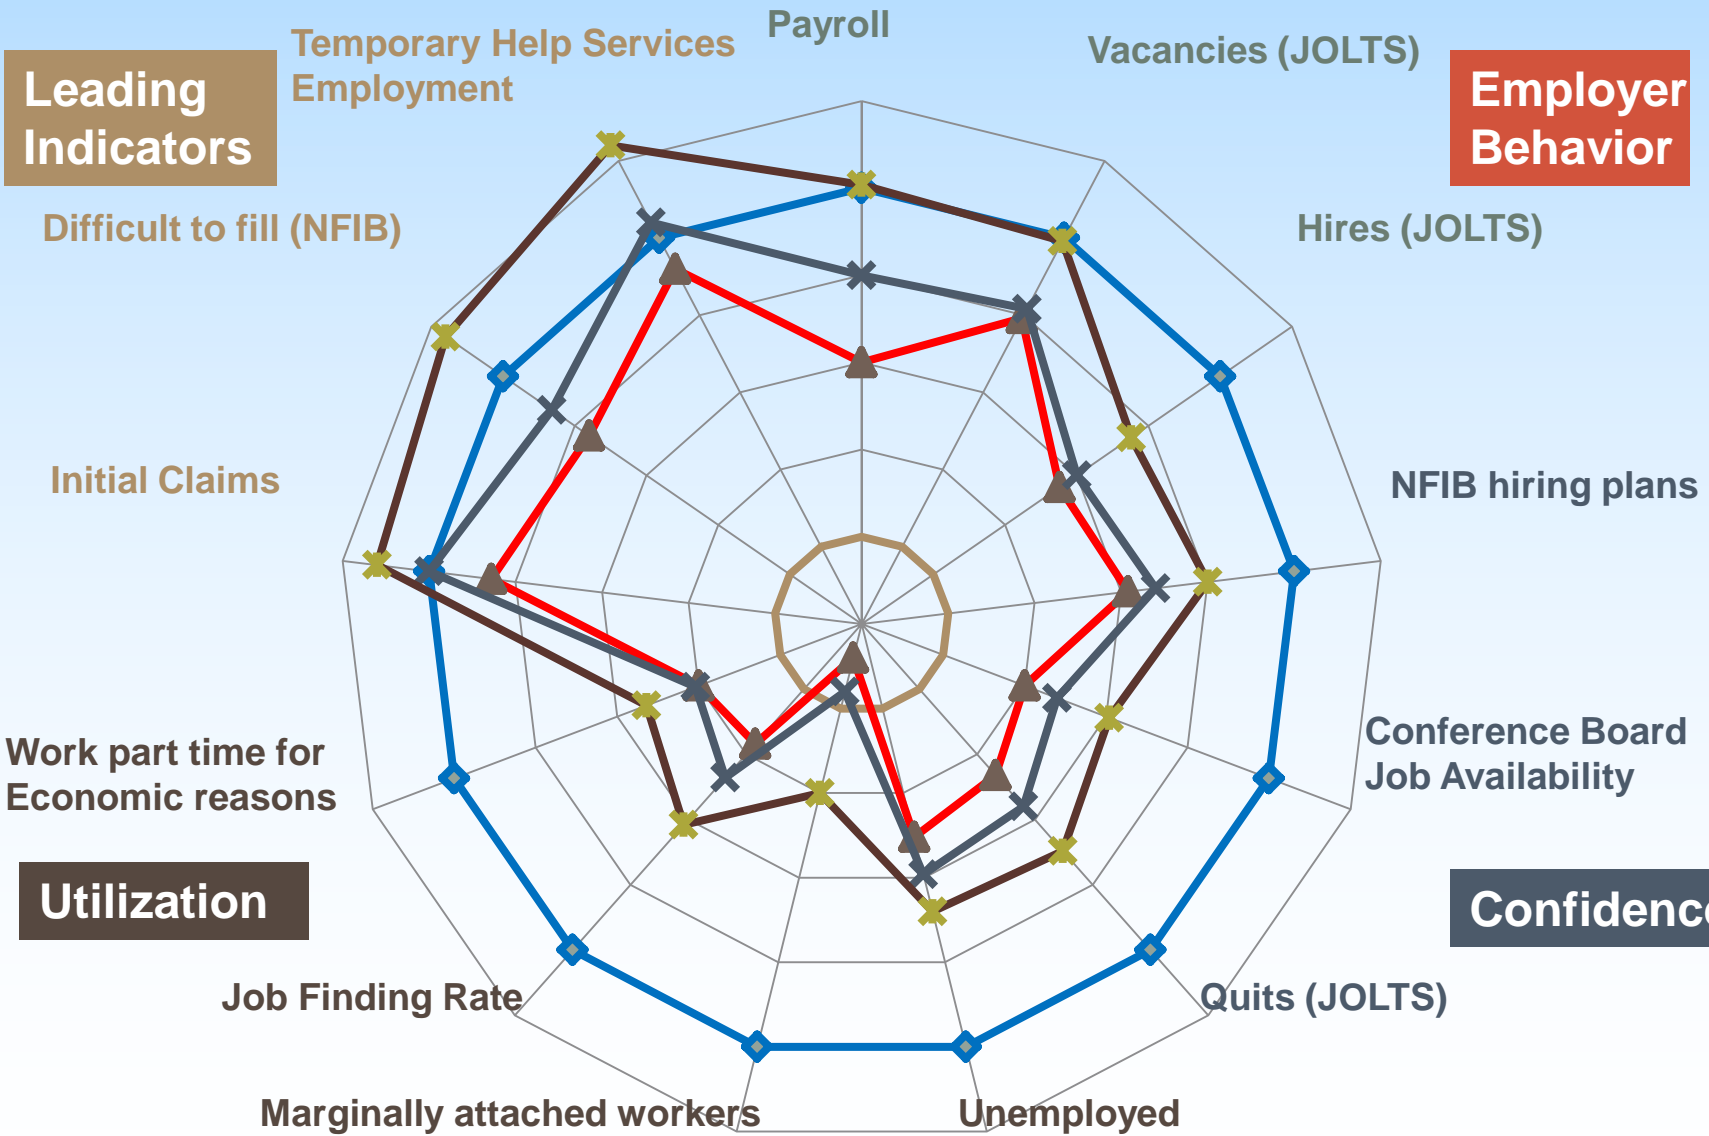 Payroll
Temporary Help Services
Employment
Vacancies (JOLTS)
Leading
Indicators
Employer
Behavior
Difficult to fill (NFIB)
Hires (JOLTS)
Initial Claims
NFIB hiring plans
Work part time for
Economic reasons
Conference Board
Job Availability
Utilization
Confidence
Job Finding Rate
Quits (JOLTS)
Marginally attached workers
Unemployed